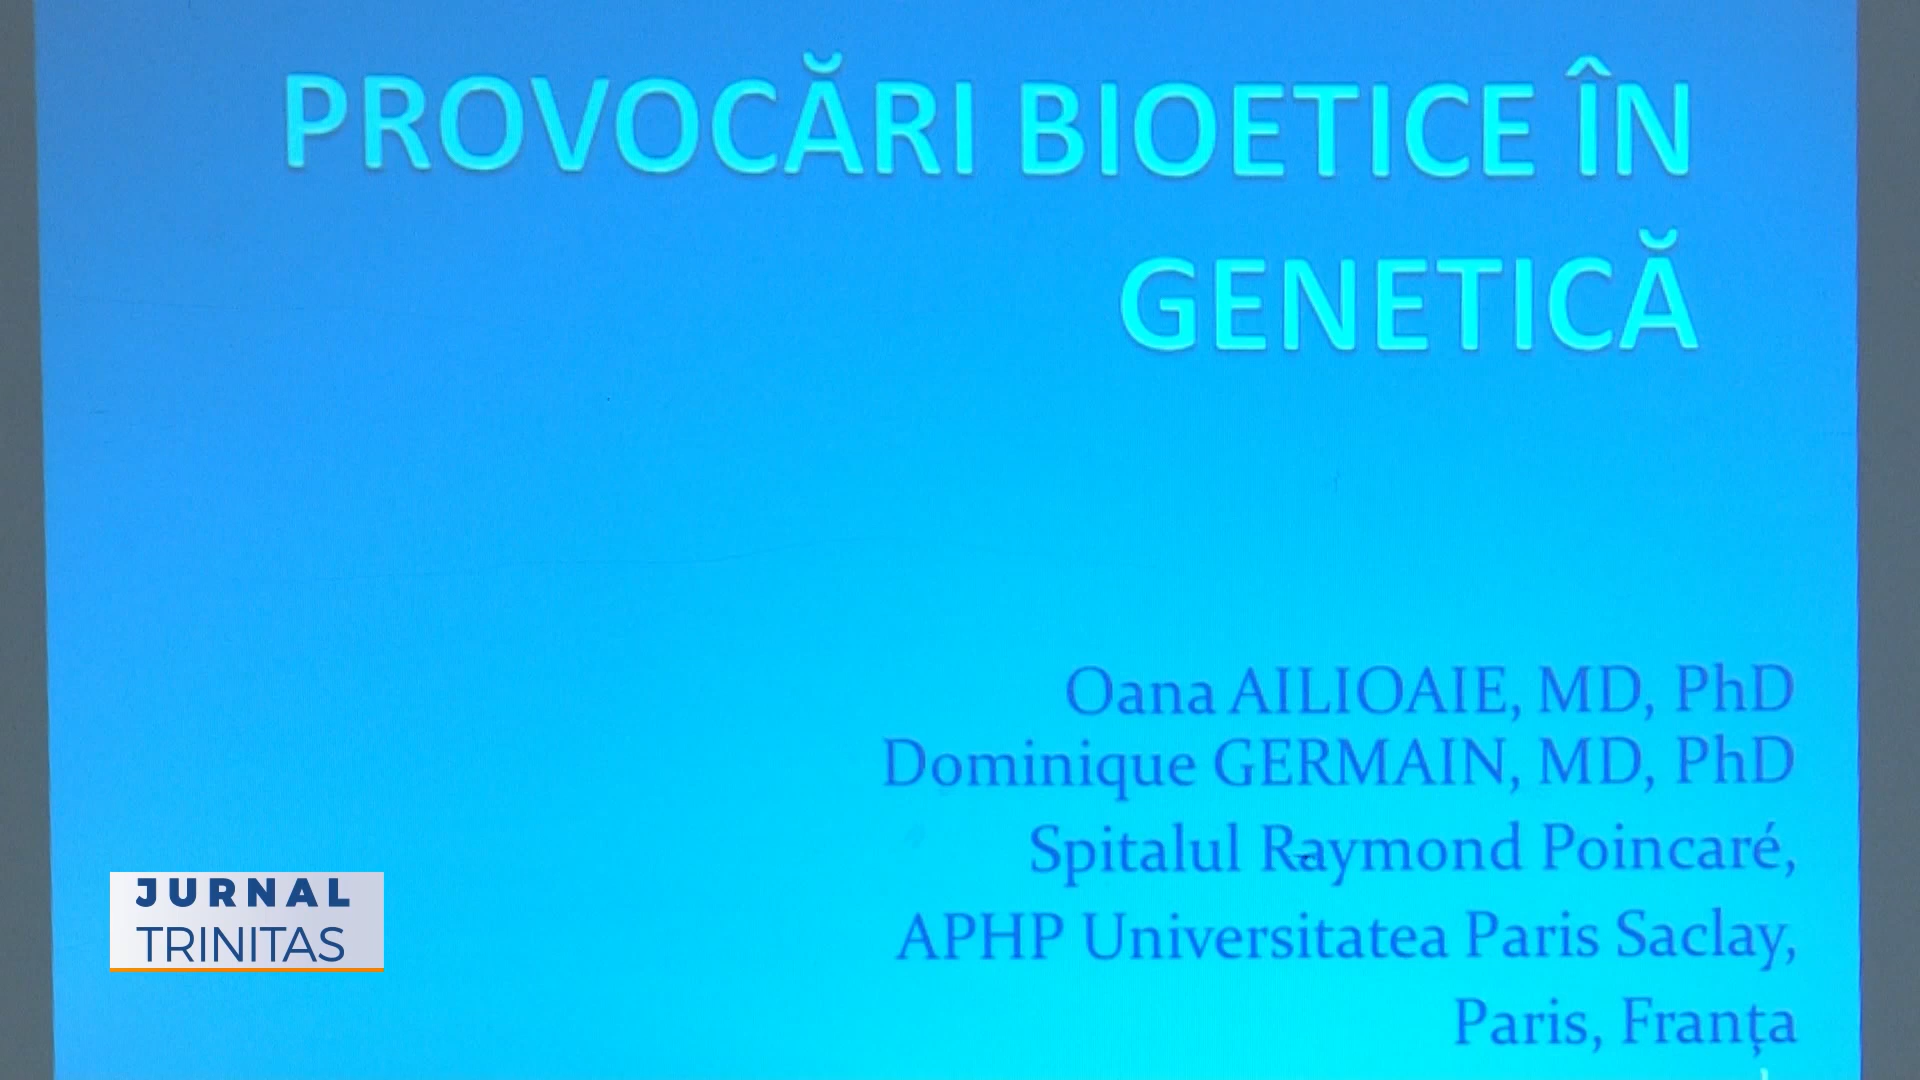 PROVOCĂRI BIOETICE ÎN
GENETICĂ
Oana AILIOAIE, MD, PhD
Dominique GERMAIN, MD, PhD
Spitalul Raymond Poincaré,
APHP Universitatea Paris Saclay,
Paris, Franța
JURNAL
TRINITAS